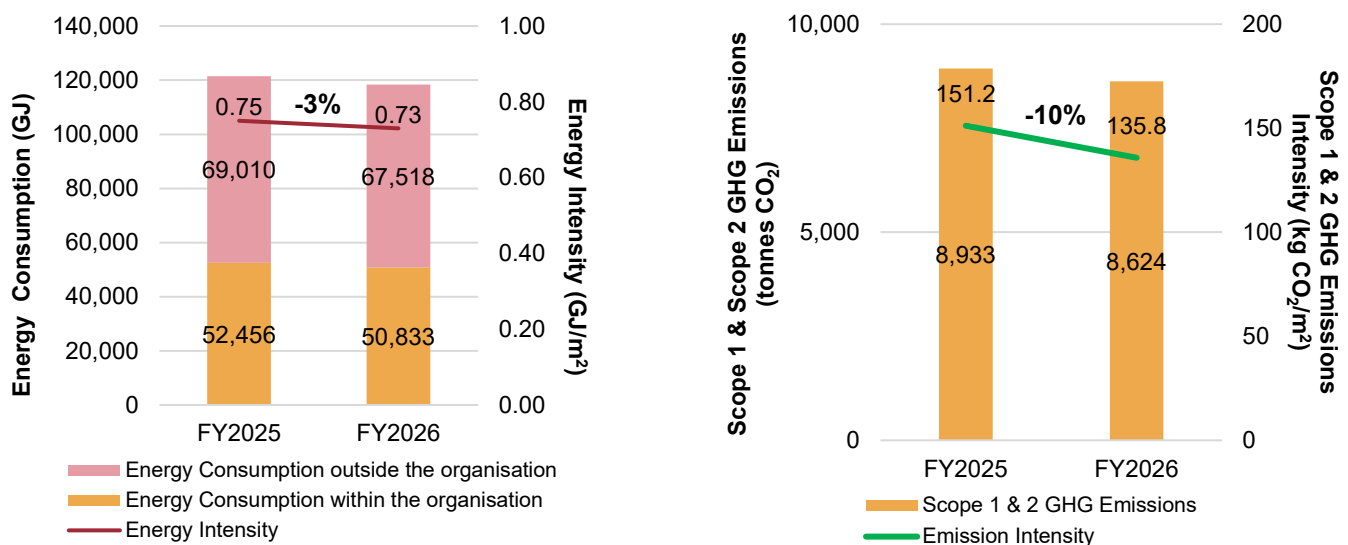 Energy Consumption (GJ)
140,000
120,000
100,000
80,000
60,000
40,000
20,000
0
0.75
-3%
0.73
69,010
67,518
52,456
50,833
FY2025
FY2026
1.00
0.80
0.60
0.40
0.20
0.00
Energy Intensity (GJ/m²)
Energy Consumption outside the organisation
Energy Consumption within the organisation
Energy Intensity
Scope 1 & Scope 2 GHG Emissions
(tonnes CO₂)
10,000
5,000
0
151.2
-10%
135.8
8,933
8,624
FY2025
FY2026
200
150
100
50
0
Scope 1 & 2 GHG Emissions
Intensity (kg CO₂/m²)
Scope 1 & 2 GHG Emissions
Emission Intensity